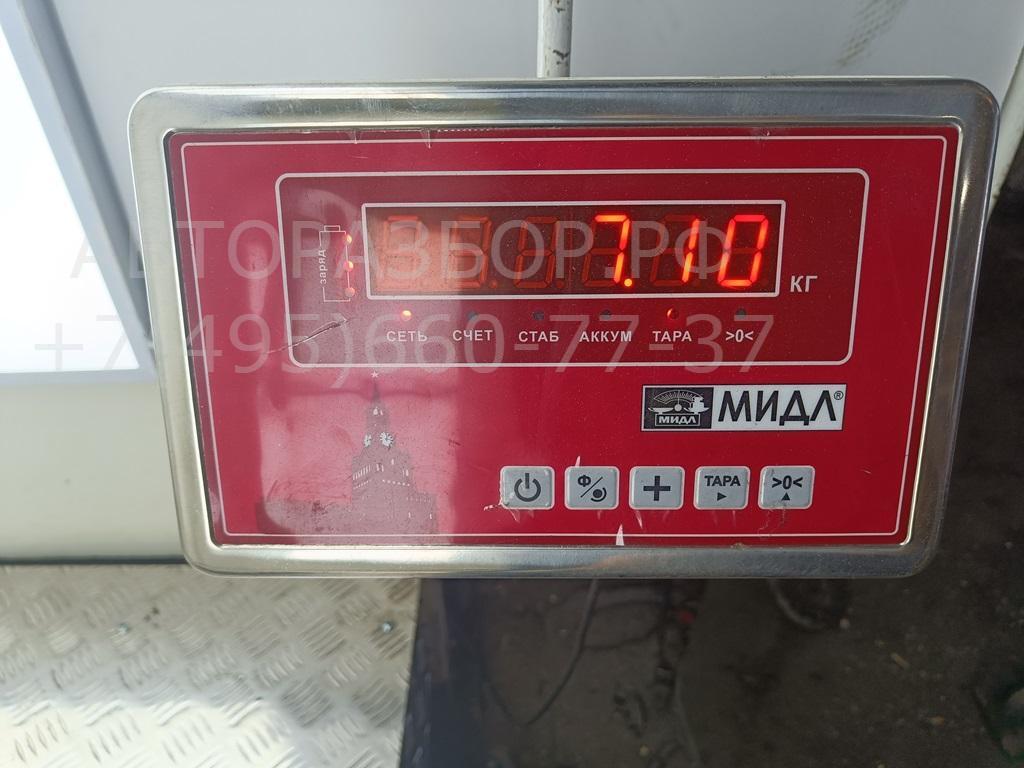 АВТОРАЗБОР.РФ
+7(495)660-77-37
заряд
7.10
КГ
СЕТЬ СЧЕТ СТАБ АККУМ ТАРА >0<
МИДЛ МИДЛ®
Ф ТАРА >0<